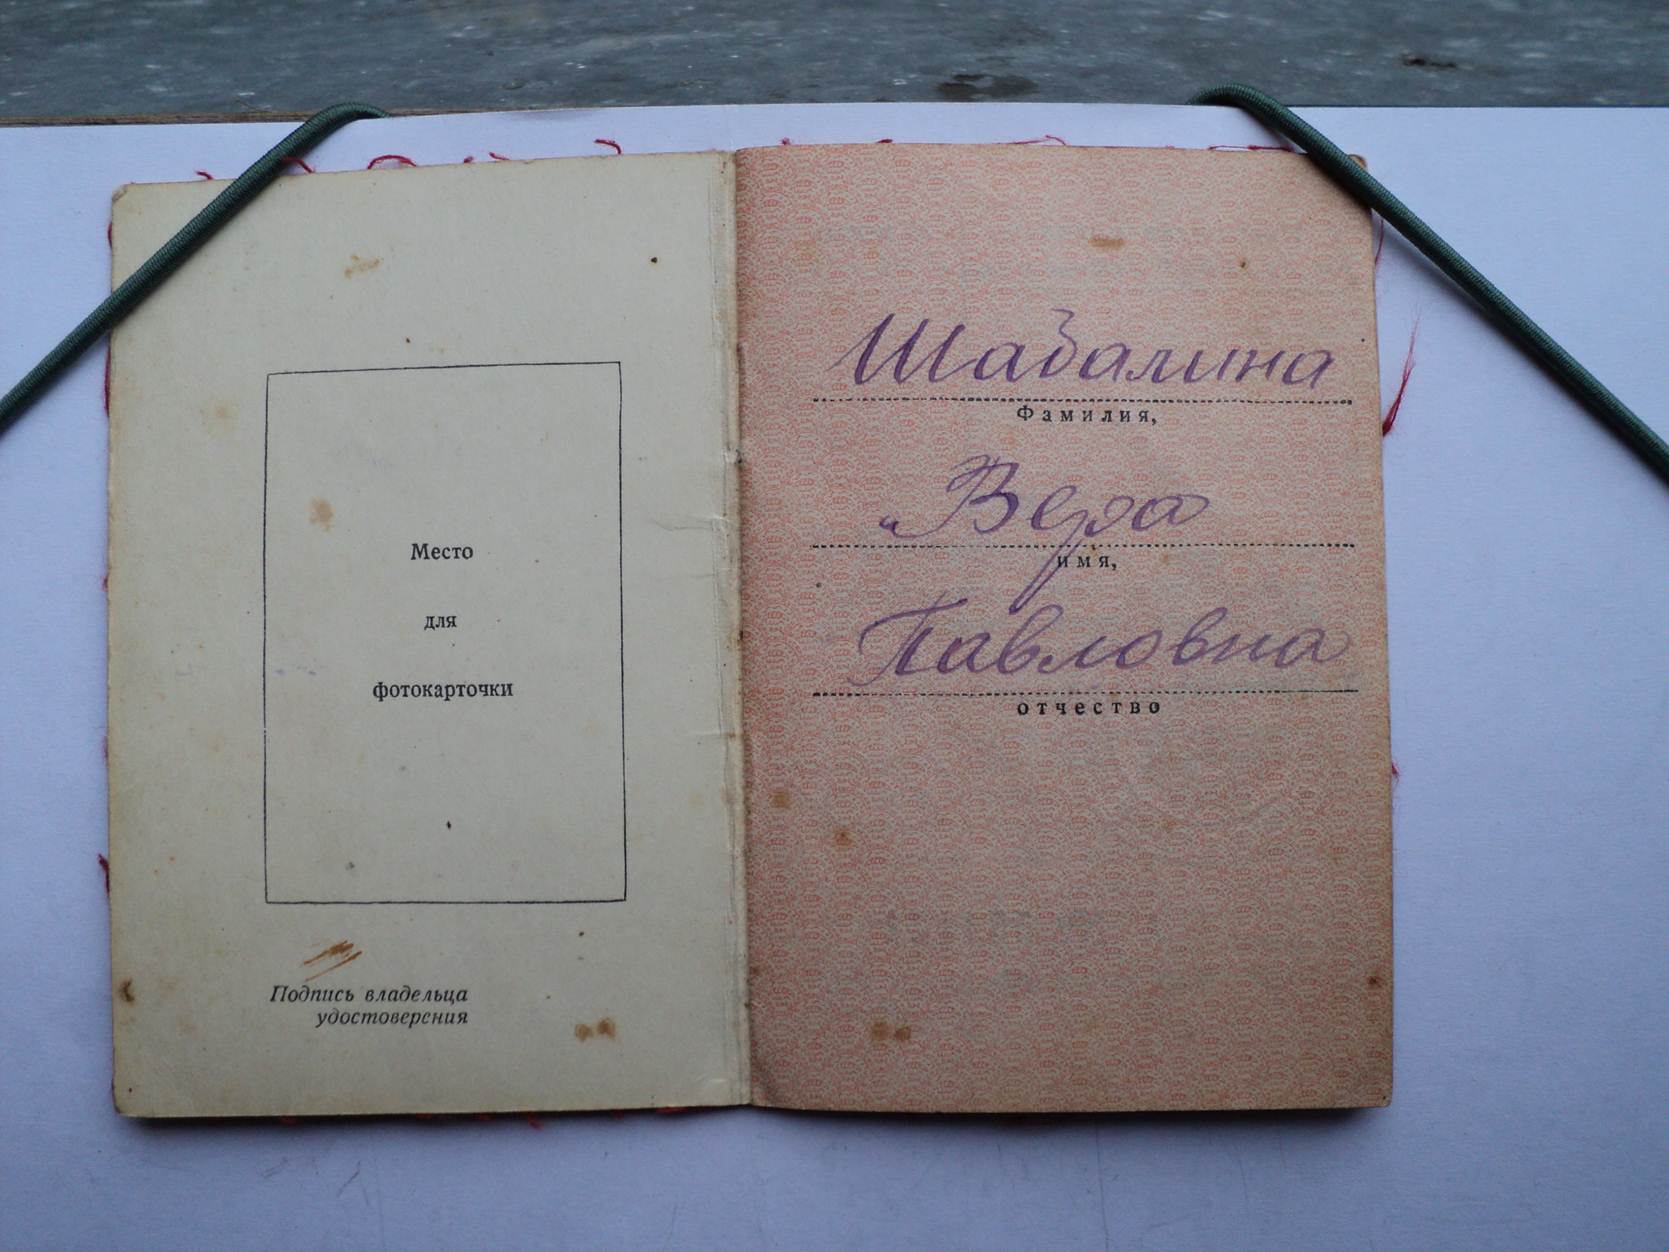 Место
для
фотокарточки
Подпись владельца
удостоверения
Шабалина
Фамилия,
Вера
имя,
Павловна
отчество